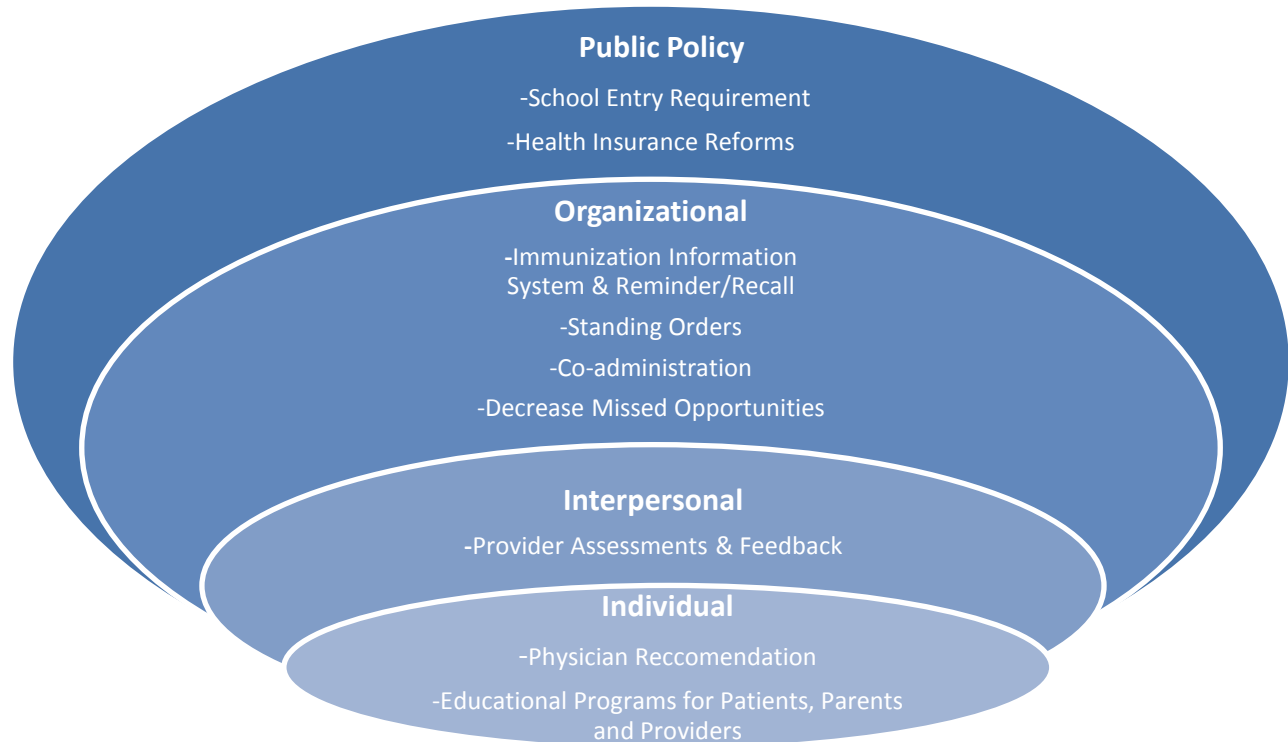 Public Policy
-School Entry Requirement
-Health Insurance Reforms
Organizational
-Immunization Information
System & Reminder/Recall
-Standing Orders
-Co-administration
-Decrease Missed Opportunities
Interpersonal
-Provider Assessments & Feedback
Individual
-Physician Reccomendation
-Educational Programs for Patients, Parents
and Providers